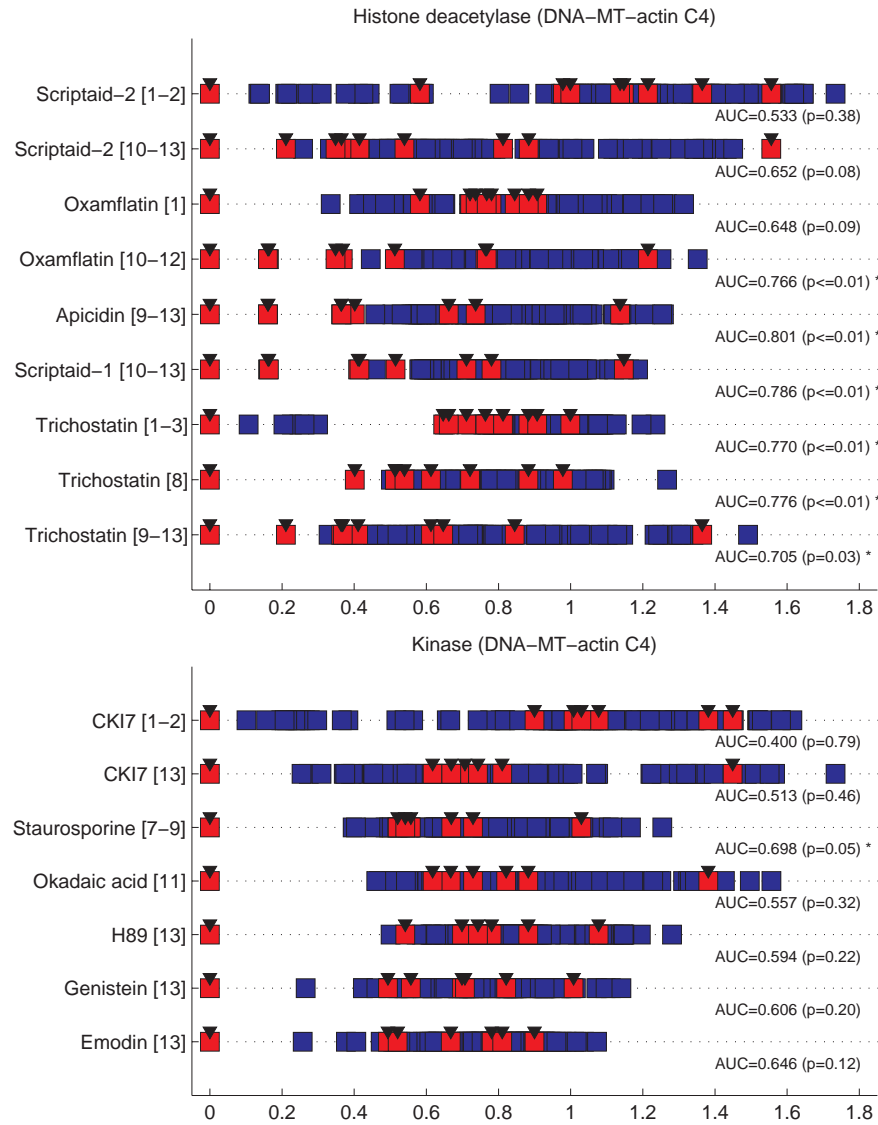 Histone deacetylase (DNA−MT−actin C4)
Scriptaid−2 [1−2]
AUC=0.533 (p=0.38)
Scriptaid−2 [10−13]
AUC=0.652 (p=0.08)
Oxamflatin [1]
AUC=0.648 (p=0.09)
Oxamflatin [10−12]
AUC=0.766 (p<=0.01) *
Apicidin [9−13]
AUC=0.801 (p<=0.01) *
Scriptaid−1 [10−13]
AUC=0.786 (p<=0.01) *
Trichostatin [1−3]
AUC=0.770 (p<=0.01) *
Trichostatin [8]
AUC=0.776 (p<=0.01) *
Trichostatin [9−13]
AUC=0.705 (p=0.03) *
0 0.2 0.4 0.6 0.8 1 1.2 1.4 1.6 1.8
Kinase (DNA−MT−actin C4)
CKI7 [1−2]
AUC=0.400 (p=0.79)
CKI7 [13]
AUC=0.513 (p=0.46)
Staurosporine [7−9]
AUC=0.698 (p=0.05) *
Okadaic acid [11]
AUC=0.557 (p=0.32)
H89 [13]
AUC=0.594 (p=0.22)
Genistein [13]
AUC=0.606 (p=0.20)
Emodin [13]
AUC=0.646 (p=0.12)
0 0.2 0.4 0.6 0.8 1 1.2 1.4 1.6 1.8